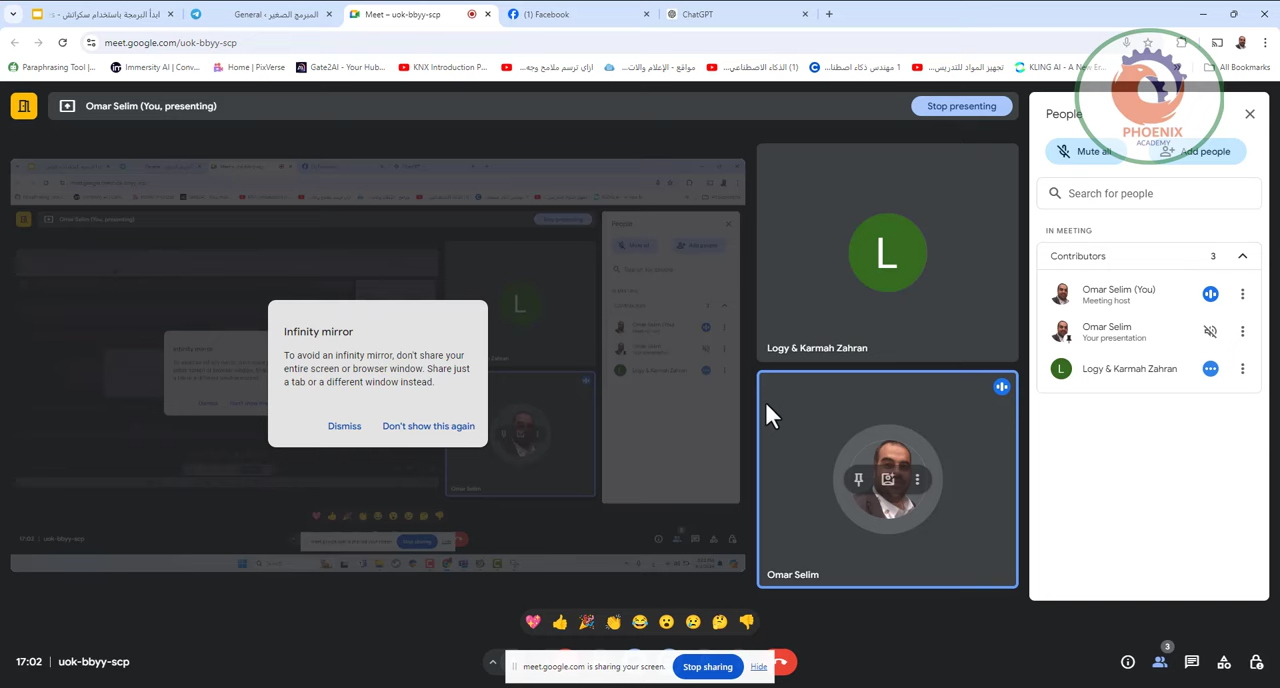 ابدأ البرمجة باستخدام سكراتش
المبرمج الصغير › General
Meet – uok-bbyy-scp
(1) Facebook
ChatGPT
meet.google.com/uok-bbyy-scp
Paraphrasing Tool |...
Immersity AI | Conv...
Home | PixVerse
Gate2AI - Your Hub...
KNX Introduction - P...
ازاي ترسم ملامح وجه...
مواقع - الإعلام والات...
(1) الذكاء الاصطناعي...
1 مهندس ذكاء اصطنا...
تجهيز المواد للتدريس...
KLING AI - A New Er...
All Bookmarks
PHOENIX
ACADEMY
Omar Selim (You, presenting)
Stop presenting
Infinity mirror
To avoid an infinity mirror, don't share your
entire screen or browser window. Share just
a tab or a different window instead.
Dismiss
Don't show this again
L
Logy & Karmah Zahran
Omar Selim
People
Mute all
Add people
Search for people
IN MEETING
Contributors
3
Omar Selim (You)
Meeting host
Omar Selim
Your presentation
L
Logy & Karmah Zahran
17:02 | uok-bbyy-scp
meet.google.com is sharing your screen.
Stop sharing
Hide
3